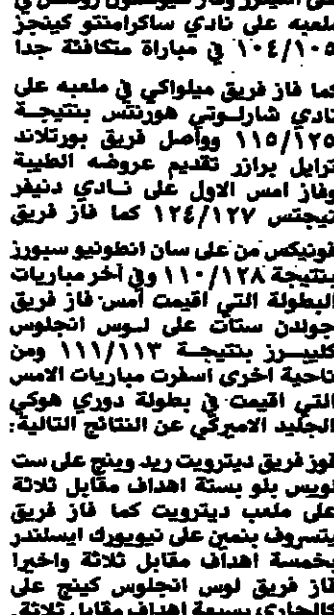 ملعبه على نادي ساكرامنتو كينجز
١٠٤/١٠٥ في مباراة متكافئة جدا
كما فاز فريق ميلواكي في ملعبه على
نادي شارلوتي هورنتس بنتيجة
١١٥/١٢٥ وواصل فريق بورتلاند
ترايل برازر تقديم عروضه الطيبة
وفاز امس الاول على نادي دنيفر
نيجتس ١٢٤/١٢٧ كما فاز فريق
فونيكس من على سان انطونيو سبورز
بنتيجة ١١٠/١٢٨ وفي آخر مباريات
البطولة التي اقيمت أمس فاز فريق
جولدن ستات على لوس انجلوس
كليبرز بنتيجة ١١١/١١٣ ومن
ناحية اخرى اسفرت مباريات الامس
التي اقيمت في بطولة دوري هوكي
الجليد الاميركي عن النتائج التالية:
فوز فريق ديترويت ريد وينج على ست
لويس بلو بستة اهداف مقابل ثلاثة
على ملعب ديترويت كما فاز فريق
بتسروف بنمين على نيويورك ايسلندر
بخمسة اهداف مقابل ثلاثة واخيرا
فاز فريق لوس انجلوس كينج على
بسبعة اهداف مقابل ثلاثة.